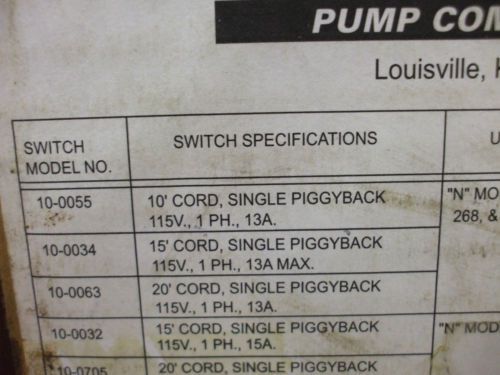 PUMP COM
Louisville, K
SWITCH
MODEL NO.
SWITCH SPECIFICATIONS
U
10-0055
10' CORD, SINGLE PIGGYBACK
115V., 1 PH., 13A.
"N" MO
268, &
10-0034
15' CORD, SINGLE PIGGYBACK
115V., 1 PH., 13A MAX.
10-0063
20' CORD, SINGLE PIGGYBACK
115V., 1 PH., 13A.
10-0032
15' CORD, SINGLE PIGGYBACK
115V., 1 PH., 15A.
"N" MOD
10-0705
20' CORD, SINGLE PIGGYBACK